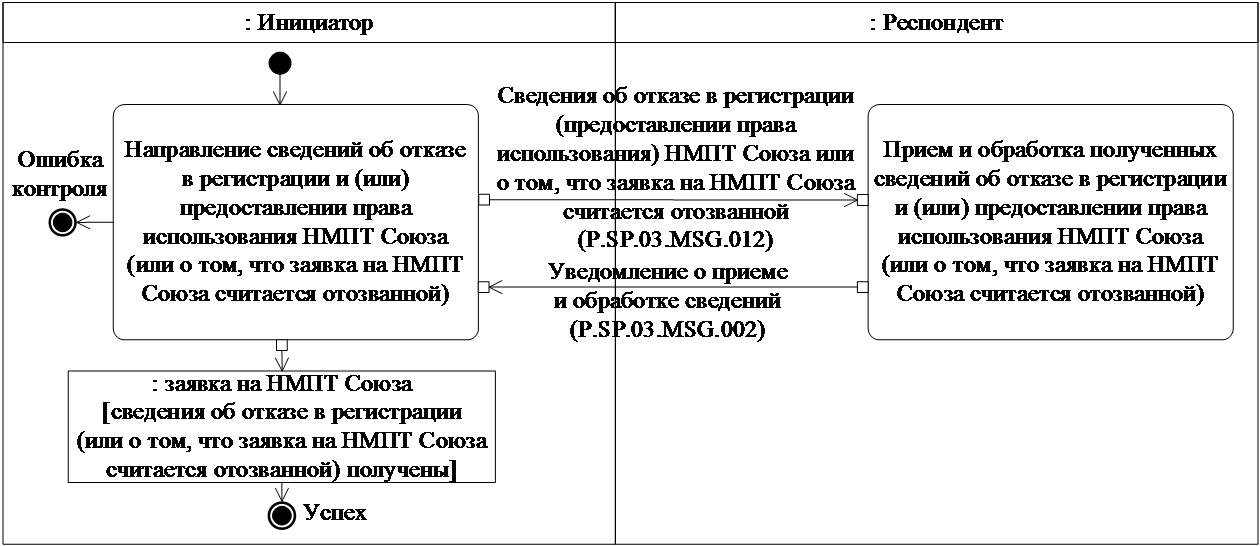 : Инициатор
: Респондент
Ошибка
контроля
Направление сведений об отказе
в регистрации и (или)
предоставлении права
использования НМПТ Союза
(или о том, что заявка на НМПТ
Союза считается отозванной)
Сведения об отказе в регистрации
(предоставлении права
использования) НМПТ Союза или
о том, что заявка на НМПТ Союза
считается отозванной
(P.SP.03.MSG.012)
Уведомление о приеме
и обработке сведений
(P.SP.03.MSG.002)
Прием и обработка полученных
сведений об отказе в регистрации
и (или) предоставлении права
использования НМПТ Союза
(или о том, что заявка на НМПТ
Союза считается отозванной)
: заявка на НМПТ Союза
[сведения об отказе в регистрации
(или о том, что заявка на НМПТ Союза
считается отозванной) получены]
Успех